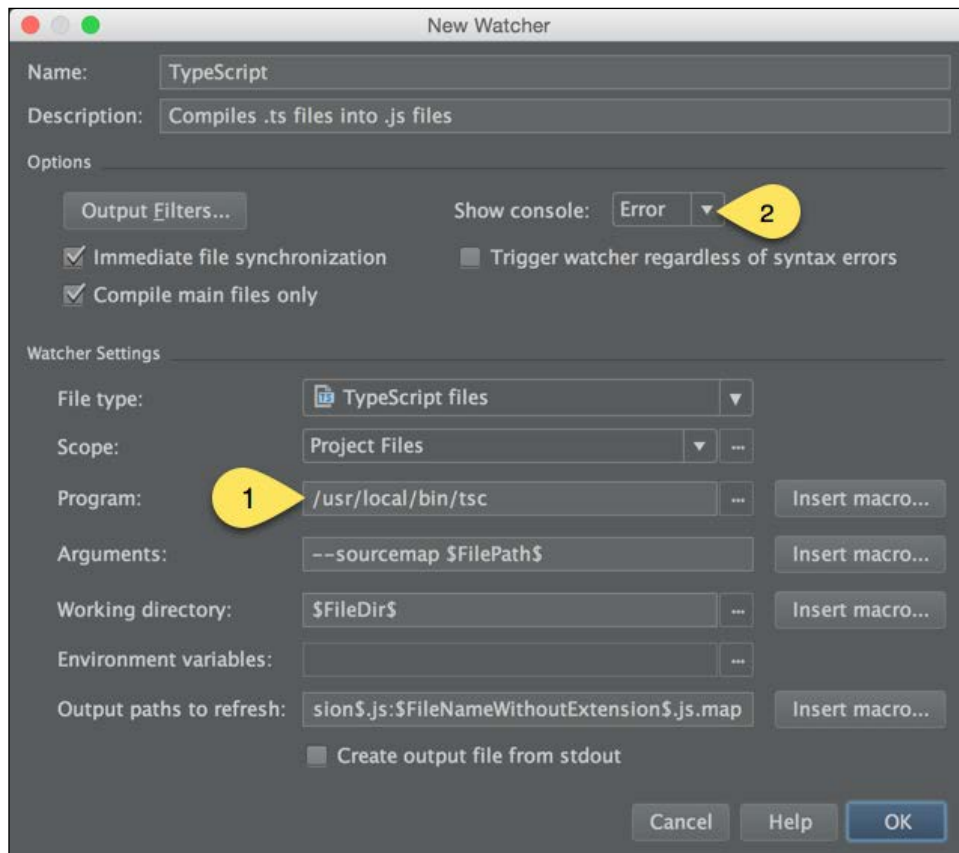 New Watcher
Name: TypeScript
Description: Compiles .ts files into .js files
Options
Output Filters... Show console: Error 2
Immediate file synchronization Trigger watcher regardless of syntax errors
Compile main files only
Watcher Settings
File type: TS TypeScript files
Scope: Project Files ...
Program: 1 /usr/local/bin/tsc ... Insert macro...
Arguments: --sourcemap $FilePath$ Insert macro...
Working directory: $FileDir$ ... Insert macro...
Environment variables: ...
Output paths to refresh: sion$.js:$FileNameWithoutExtension$.js.map Insert macro...
Create output file from stdout
Cancel Help OK